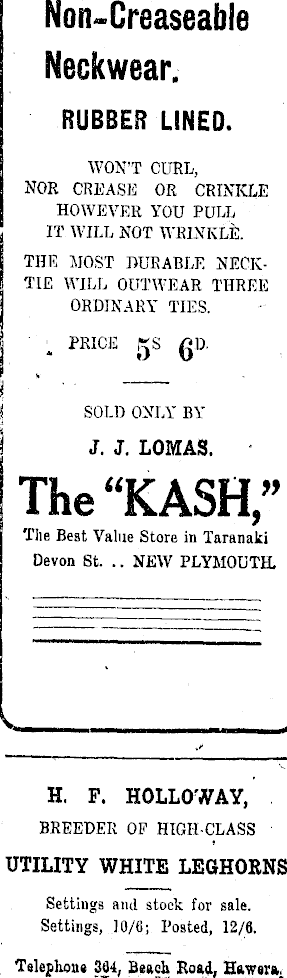 Non-Creaseable
Neckwear.
RUBBER LINED.
WON'T CURL,
NOR CREASE OR CRINKLE
HOWEVER YOU PULL
IT WILL NOT WRINKLE.
THE MOST DURABLE NECK-
TIE WILL OUTWEAR THREE
ORDINARY TIES.
PRICE 5S 6D.
SOLD ONLY BY
J. J. LOMAS.
The "KASH,"
The Best Value Store in Taranaki
Devon St. .. NEW PLYMOUTH.
H. F. HOLLOWAY,
BREEDER OF HIGH-CLASS
UTILITY WHITE LEGHORNS
Settings and stock for sale.
Settings, 10/6; Posted, 12/6.
Telephone 364, Beach Road, Hawera.